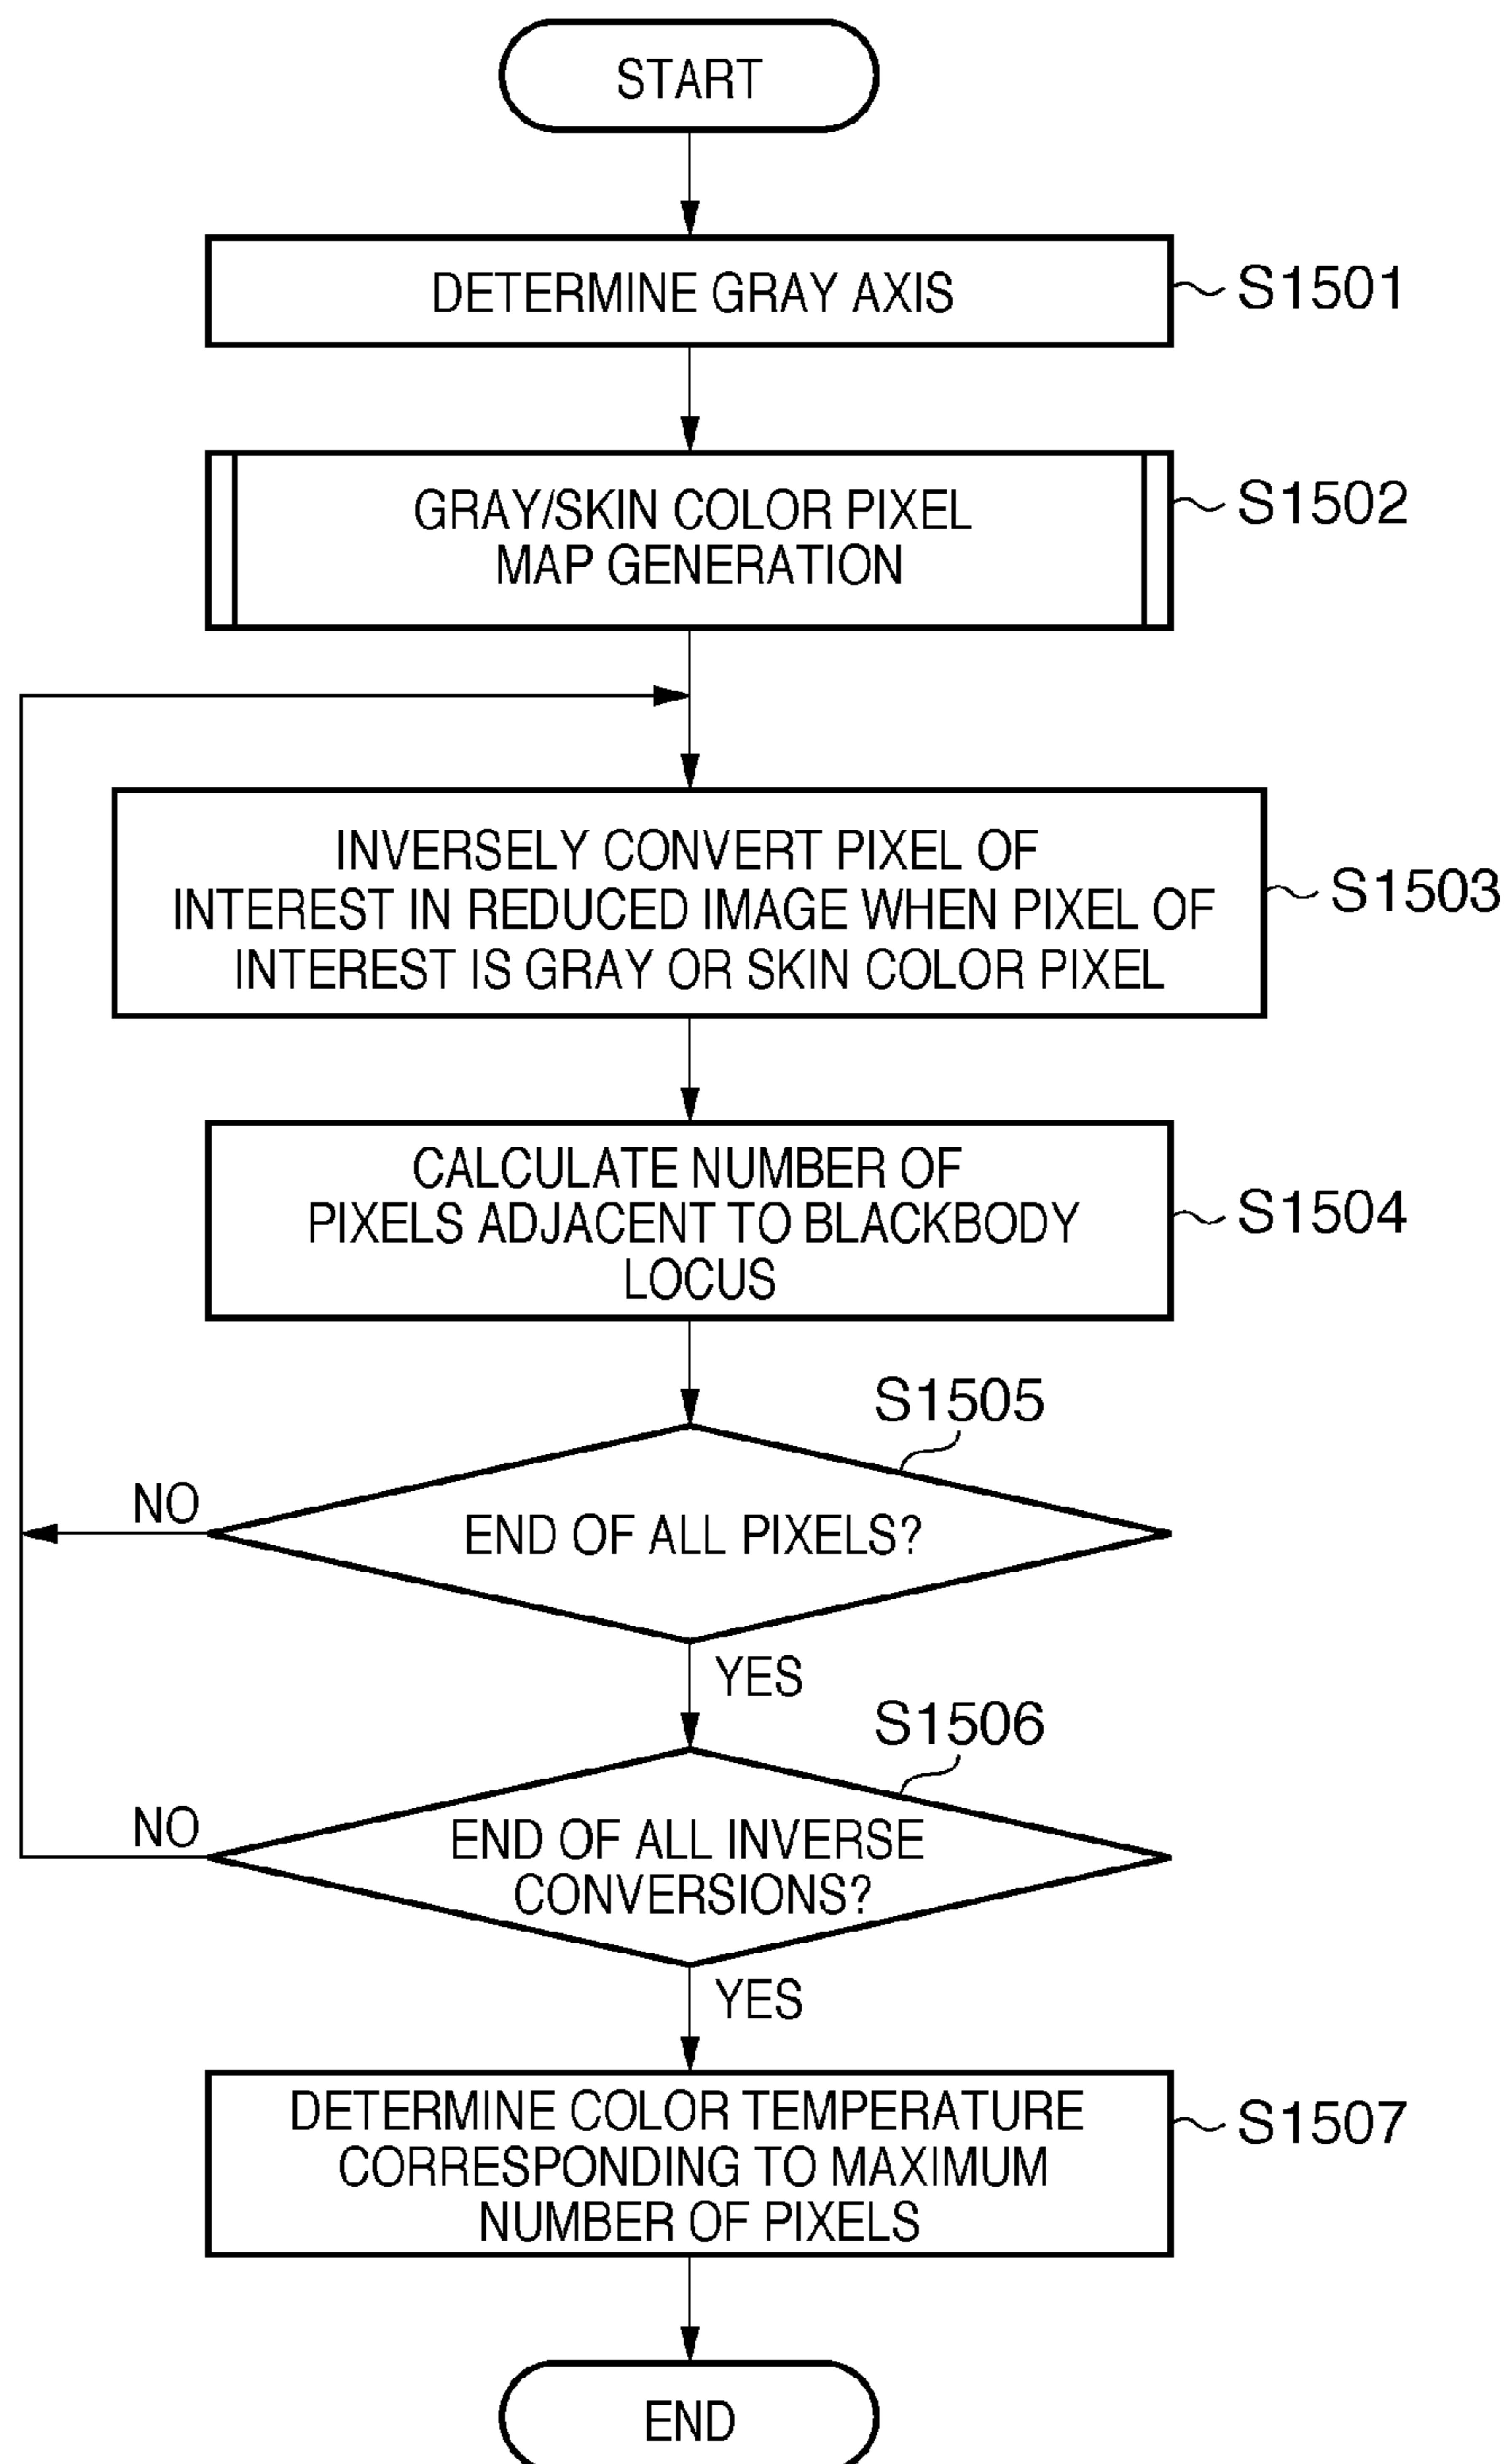 START
DETERMINE GRAY AXIS
S1501
GRAY/SKIN COLOR PIXEL
MAP GENERATION
S1502
INVERSELY CONVERT PIXEL OF
INTEREST IN REDUCED IMAGE WHEN PIXEL OF
INTEREST IS GRAY OR SKIN COLOR PIXEL
S1503
CALCULATE NUMBER OF
PIXELS ADJACENT TO BLACKBODY
LOCUS
S1504
S1505
NO
END OF ALL PIXELS?
YES
S1506
NO
END OF ALL INVERSE
CONVERSIONS?
YES
DETERMINE COLOR TEMPERATURE
CORRESPONDING TO MAXIMUM
NUMBER OF PIXELS
S1507
END